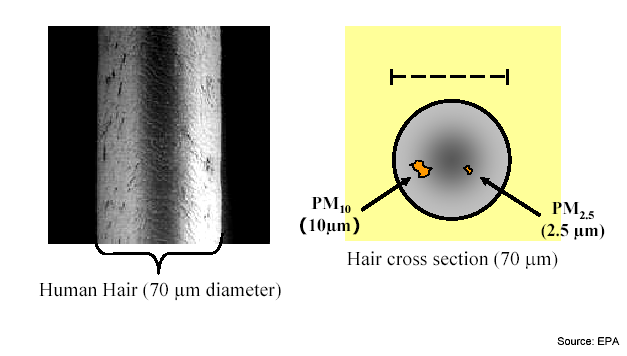 PM10
(10μm)
PM2.5
(2.5 μm)
Human Hair (70 μm diameter)
Hair cross section (70 μm)
Source: EPA